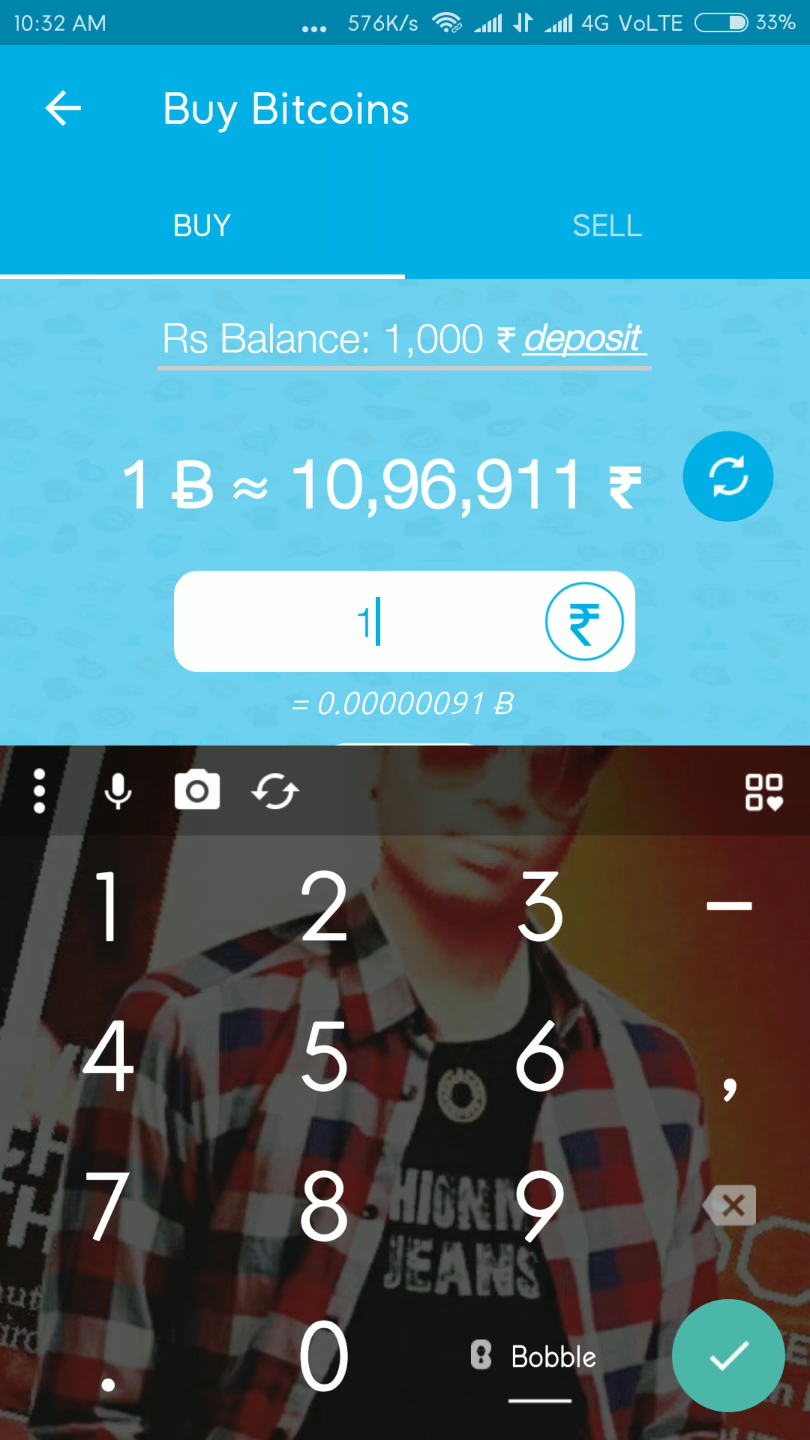 10:32 AM ... 576K/s 4G VoLTE 33%
Buy Bitcoins
BUY SELL
Rs Balance: 1,000 ₹ deposit
1 Ƀ ≈ 10,96,911 ₹
1 ₹
= 0.00000091 Ƀ
1 2 3 –
4 5 6 ,
7 8 9
JEANS
. 0 Bobble